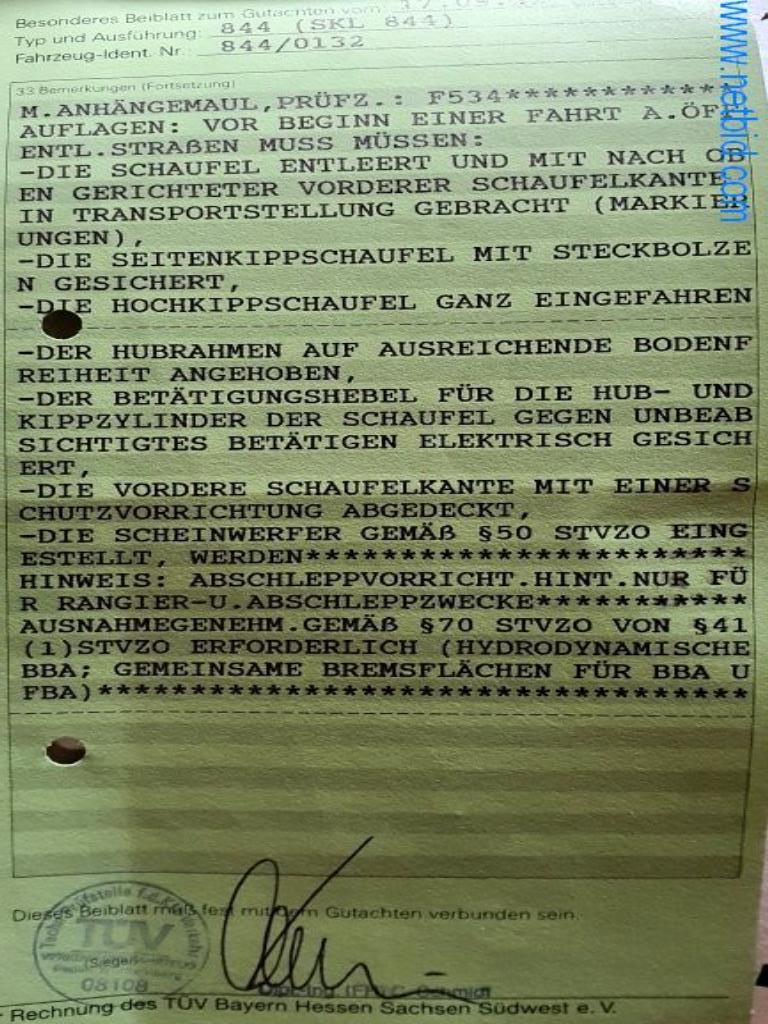 Besonderes Beiblatt zum Gutachten vom
Typ und Ausführung: 844 (SKL 844)
Fahrzeug-Ident. Nr.: 844/0132
33 Bemerkungen (Fortsetzung)
M.ANHÄNGEMAUL,PRÜFZ.: F534************
AUFLAGEN: VOR BEGINN EINER FAHRT A.ÖF
ENTL.STRAßEN MUSS MÜSSEN:
-DIE SCHAUFEL ENTLEERT UND MIT NACH OB
EN GERICHTETER VORDERER SCHAUFELKANTE
IN TRANSPORTSTELLUNG GEBRACHT (MARKIER
UNGEN),
-DIE SEITENKIPPSCHAUFEL MIT STECKBOLZE
N GESICHERT,
-DIE HOCHKIPPSCHAUFEL GANZ EINGEFAHREN
-DER HUBRAHMEN AUF AUSREICHENDE BODENF
REIHEIT ANGEHOBEN,
-DER BETÄTIGUNGSHEBEL FÜR DIE HUB- UND
KIPPZYLINDER DER SCHAUFEL GEGEN UNBEAB
SICHTIGTES BETÄTIGEN ELEKTRISCH GESICH
ERT,
-DIE VORDERE SCHAUFELKANTE MIT EINER S
CHUTZVORRICHTUNG ABGEDECKT,
-DIE SCHEINWERFER GEMÄß §50 STVZO EING
ESTELLT, WERDEN***********************
HINWEIS: ABSCHLEPPVORRICHT.HINT.NUR FÜ
R RANGIER-U.ABSCHLEPPZWECKE***********
AUSNAHMEGENEHM.GEMÄß §70 STVZO VON §41
(1)STVZO ERFORDERLICH (HYDRODYNAMISCHE
BBA; GEMEINSAME BREMSFLÄCHEN FÜR BBA U
FBA)**********************************
Dieses Beiblatt muß fest mit dem Gutachten verbunden sein.
TÜV
(Siegel)
08108
Dipl.-Ing. (FH) C. Schmidt
- Rechnung des TÜV Bayern Hessen Sachsen Südwest e. V.
www.netbid.com